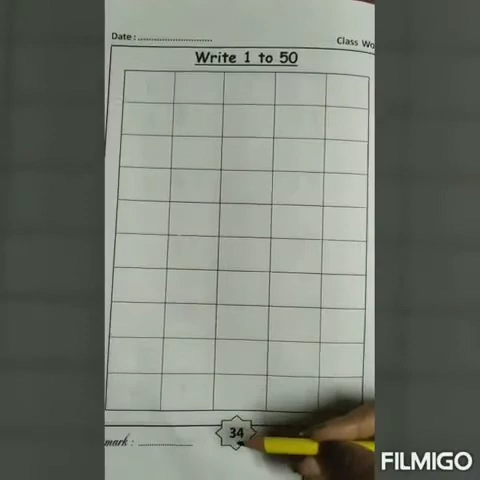 Date : ............................
Class Wo
Write 1 to 50
34
mark : ....................
FILMIGO